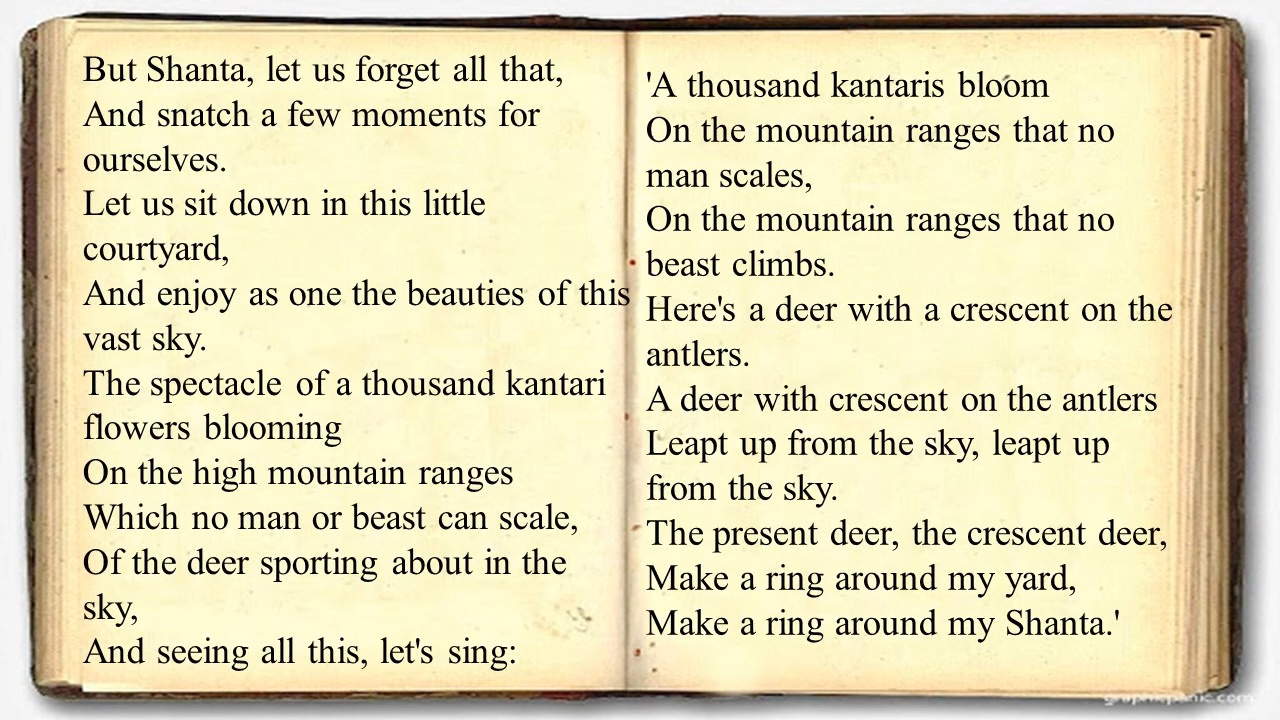 But Shanta, let us forget all that,
And snatch a few moments for
ourselves.
Let us sit down in this little
courtyard,
And enjoy as one the beauties of this
vast sky.
The spectacle of a thousand kantari
flowers blooming
On the high mountain ranges
Which no man or beast can scale,
Of the deer sporting about in the
sky,
And seeing all this, let's sing:
'A thousand kantaris bloom
On the mountain ranges that no
man scales,
On the mountain ranges that no
beast climbs.
Here's a deer with a crescent on the
antlers.
A deer with crescent on the antlers
Leapt up from the sky, leapt up
from the sky.
The present deer, the crescent deer,
Make a ring around my yard,
Make a ring around my Shanta.'